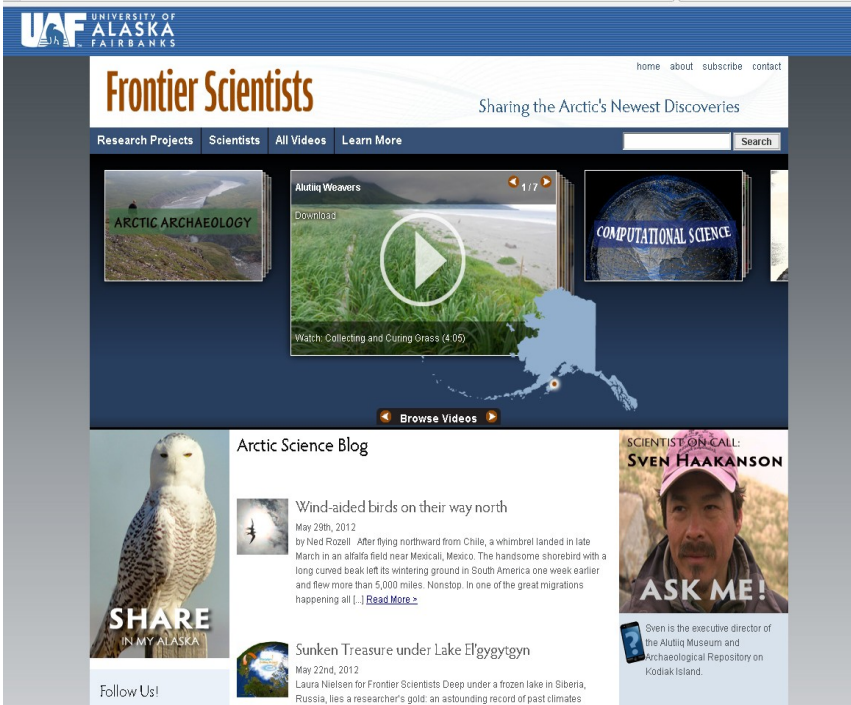 UAF UNIVERSITY OF
ALASKA
FAIRBANKS
home about subscribe contact
Frontier Scientists
Sharing the Arctic's Newest Discoveries
Research Projects Scientists All Videos Learn More Search
Alutiiq Weavers 1 / 7
Download
ARCTIC ARCHAEOLOGY
COMPUTATIONAL SCIENCE
Watch: Collecting and Curing Grass (4:05)
Browse Videos
SHARE
IN MY ALASKA
Follow Us!
Arctic Science Blog
Wind-aided birds on their way north
May 29th, 2012
by Ned Rozell After flying northward from Chile, a whimbrel landed in late
March in an alfalfa field near Mexicali, Mexico. The handsome shorebird with a
long curved beak left its wintering ground in South America one week earlier
and flew more than 5,000 miles. Nonstop. In one of the great migrations
happening all [...] Read More >
Sunken Treasure under Lake El'gygytgyn
May 22nd, 2012
Laura Nielsen for Frontier Scientists Deep under a frozen lake in Siberia,
Russia, lies a researcher's gold: an astounding record of past climates
SCIENTIST ON CALL:
SVEN HAAKANSON
ASK ME!
?
Sven is the executive director of
the Alutiiq Museum and
Archaeological Repository on
Kodiak Island.